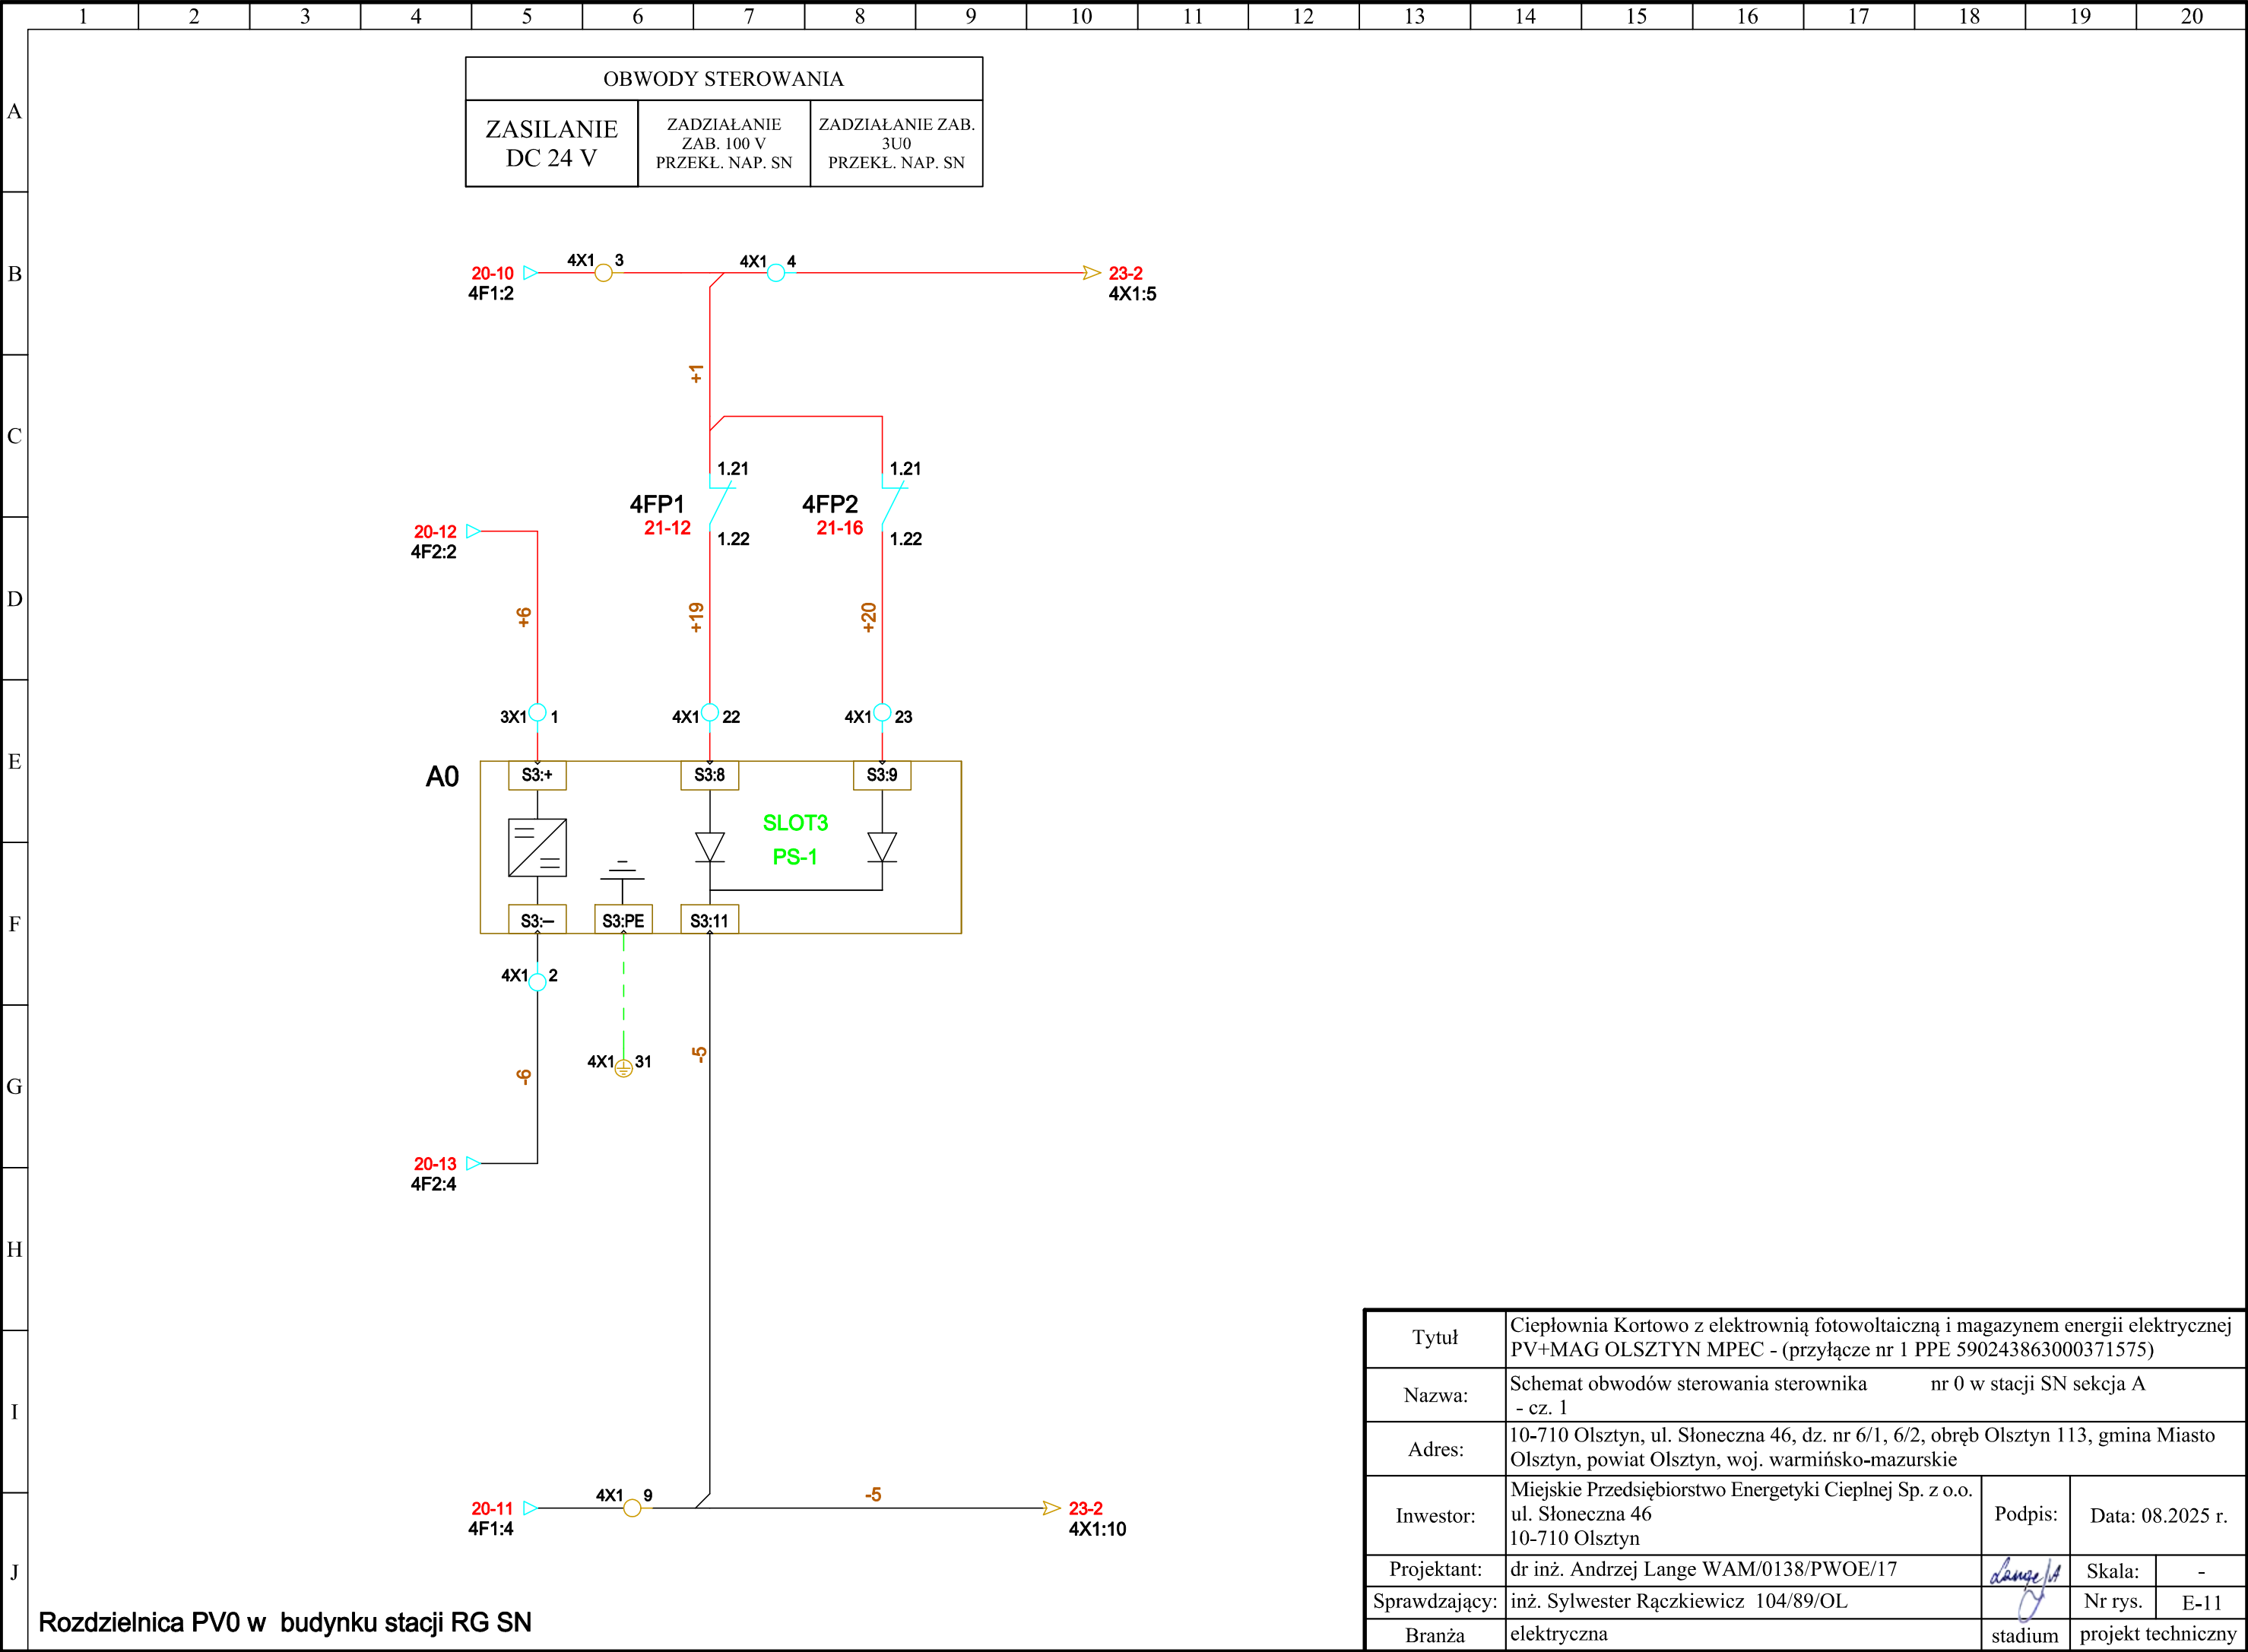 1 2 3 4 5 6 7 8 9 10 11 12 13 14 15 16 17 18 19 20
A
B
C
D
E
F
G
H
I
J
OBWODY STEROWANIA
ZASILANIE
DC 24 V
ZADZIAŁANIE
ZAB. 100 V
PRZEKŁ. NAP. SN
ZADZIAŁANIE ZAB.
3U0
PRZEKŁ. NAP. SN
20-10
4F1:2
4X1 3
4X1 4
23-2
4X1:5
+1
1.21
4FP1
21-12
1.22
1.21
4FP2
21-16
1.22
20-12
4F2:2
+6
+19
+20
3X1 1
4X1 22
4X1 23
A0
S3:+
S3:8
S3:9
SLOT3
PS-1
S3:–
S3:PE
S3:11
4X1 2
4X1 31
-6
-5
20-13
4F2:4
20-11
4F1:4
4X1 9
-5
23-2
4X1:10
Rozdzielnica PV0 w budynku stacji RG SN
Tytuł
Ciepłownia Kortowo z elektrownią fotowoltaiczną i magazynem energii elektrycznej
PV+MAG OLSZTYN MPEC - (przyłącze nr 1 PPE 590243863000371575)
Nazwa:
Schemat obwodów sterowania sterownika nr 0 w stacji SN sekcja A
- cz. 1
Adres:
10-710 Olsztyn, ul. Słoneczna 46, dz. nr 6/1, 6/2, obręb Olsztyn 113, gmina Miasto
Olsztyn, powiat Olsztyn, woj. warmińsko-mazurskie
Inwestor:
Miejskie Przedsiębiorstwo Energetyki Cieplnej Sp. z o.o.
ul. Słoneczna 46
10-710 Olsztyn
Podpis:
Data: 08.2025 r.
Projektant:
dr inż. Andrzej Lange WAM/0138/PWOE/17
Lange/A
Skala:
-
Sprawdzający:
inż. Sylwester Rączkiewicz 104/89/OL
Nr rys.
E-11
Branża
elektryczna
stadium
projekt techniczny